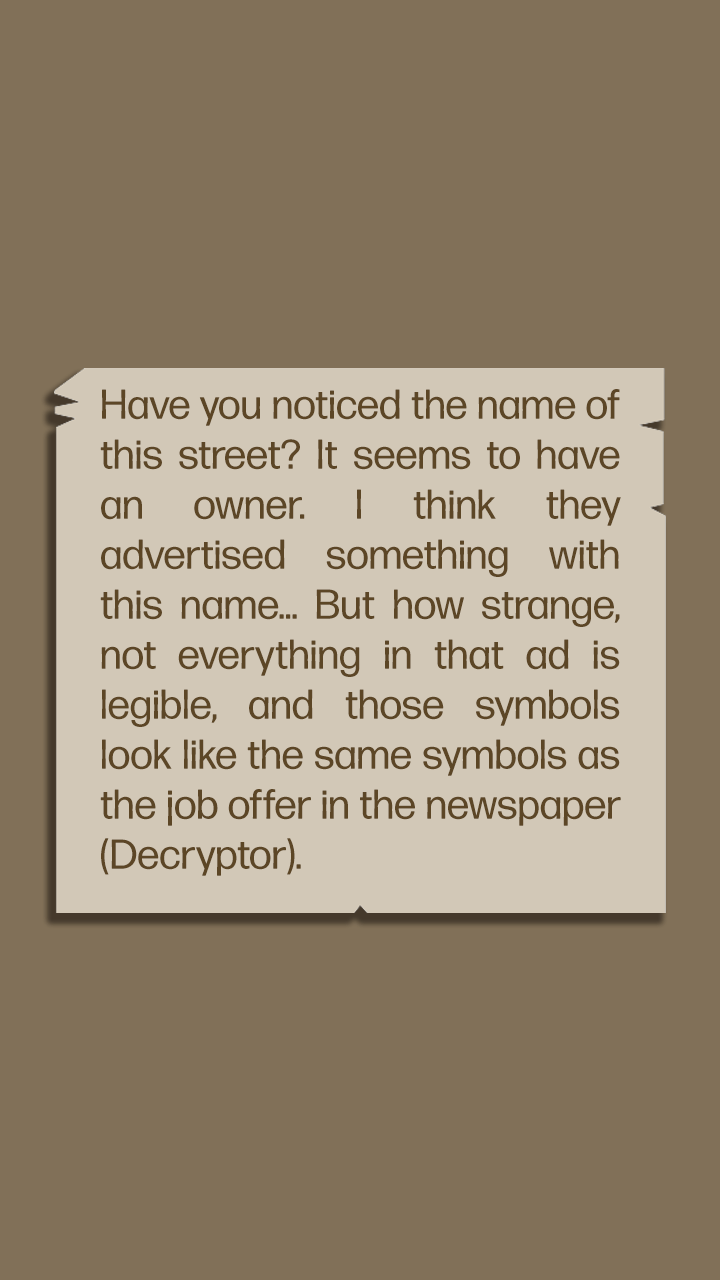 Have you noticed the name of
this street? It seems to have
an owner. I think they
advertised something with
this name... But how strange,
not everything in that ad is
legible, and those symbols
look like the same symbols as
the job offer in the newspaper
(Decryptor).